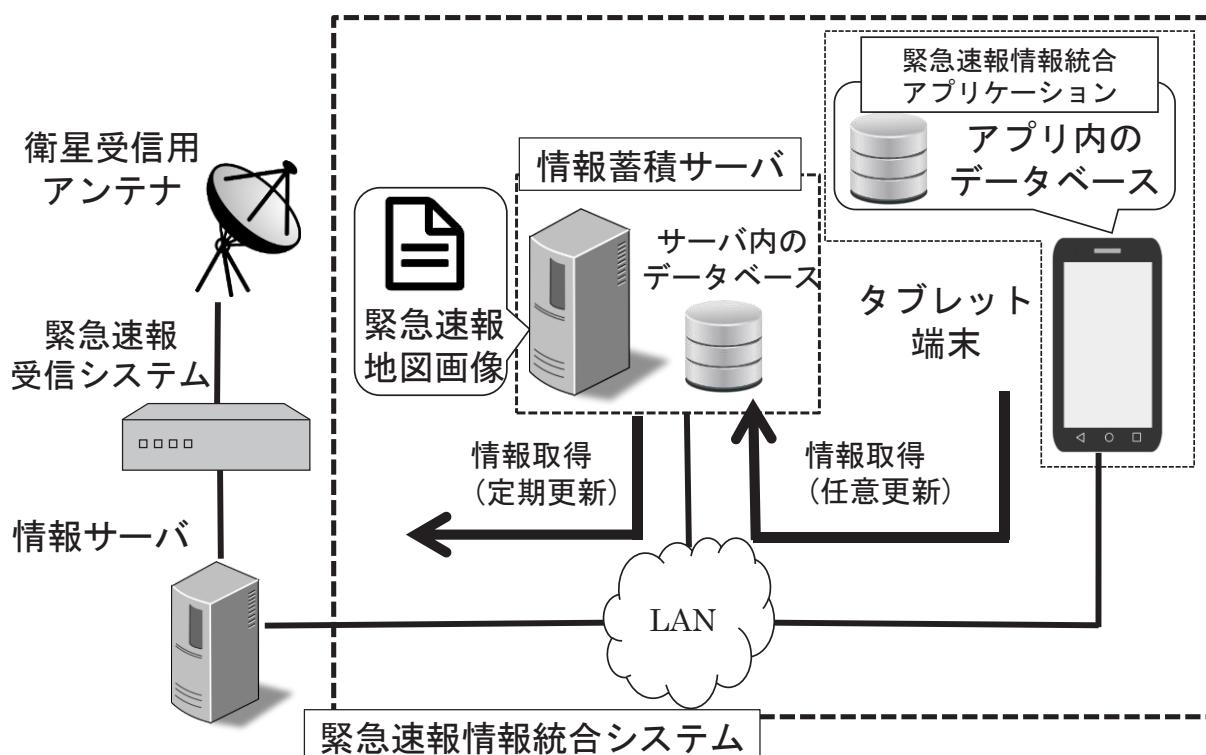 緊急速報情報統合
アプリケーション
アプリ内の
データベース
衛星受信用
アンテナ
情報蓄積サーバ
サーバ内の
データベース
緊急速報
地図画像
タブレット
端末
緊急速報
受信システム
情報取得
（定期更新）
情報取得
（任意更新）
情報サーバ
LAN
緊急速報情報統合システム